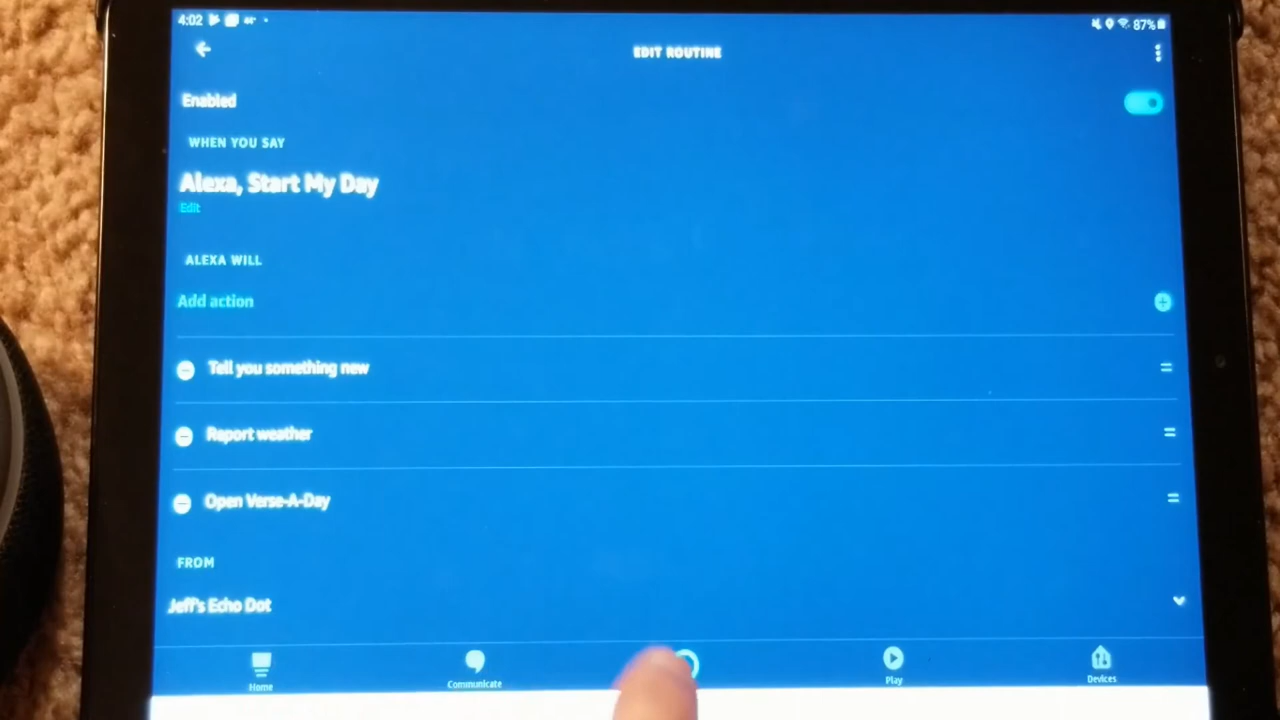 4:02 44°
87%
EDIT ROUTINE
Enabled
WHEN YOU SAY
Alexa, Start My Day
Edit
ALEXA WILL
Add action
Tell you something new
Report weather
Open Verse-A-Day
FROM
Jeff's Echo Dot
Home
Communicate
Play
Devices